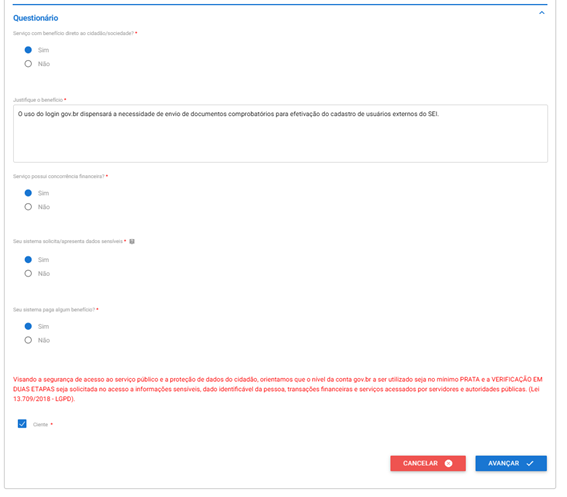 Questionário
Serviço com benefício direto ao cidadão/sociedade? *
Sim
Não
Justifique o benefício *
O uso do login gov.br dispensará a necessidade de envio de documentos comprobatórios para efetivação do cadastro de usuários externos do SEI.
Serviço possui concorrência financeira? *
Sim
Não
Seu sistema solicita/apresenta dados sensíveis *
Sim
Não
Seu sistema paga algum benefício? *
Sim
Não
Visando a segurança de acesso ao serviço público e a proteção de dados do cidadão, orientamos que o nível da conta gov.br a ser utilizado seja no mínimo PRATA e a VERIFICAÇÃO EM
DUAS ETAPAS seja solicitada no acesso a informações sensíveis, dado identificável da pessoa, transações financeiras e serviços acessados por servidores e autoridades públicas. (Lei
13.709/2018 - LGPD).
Ciente *
CANCELAR
AVANÇAR